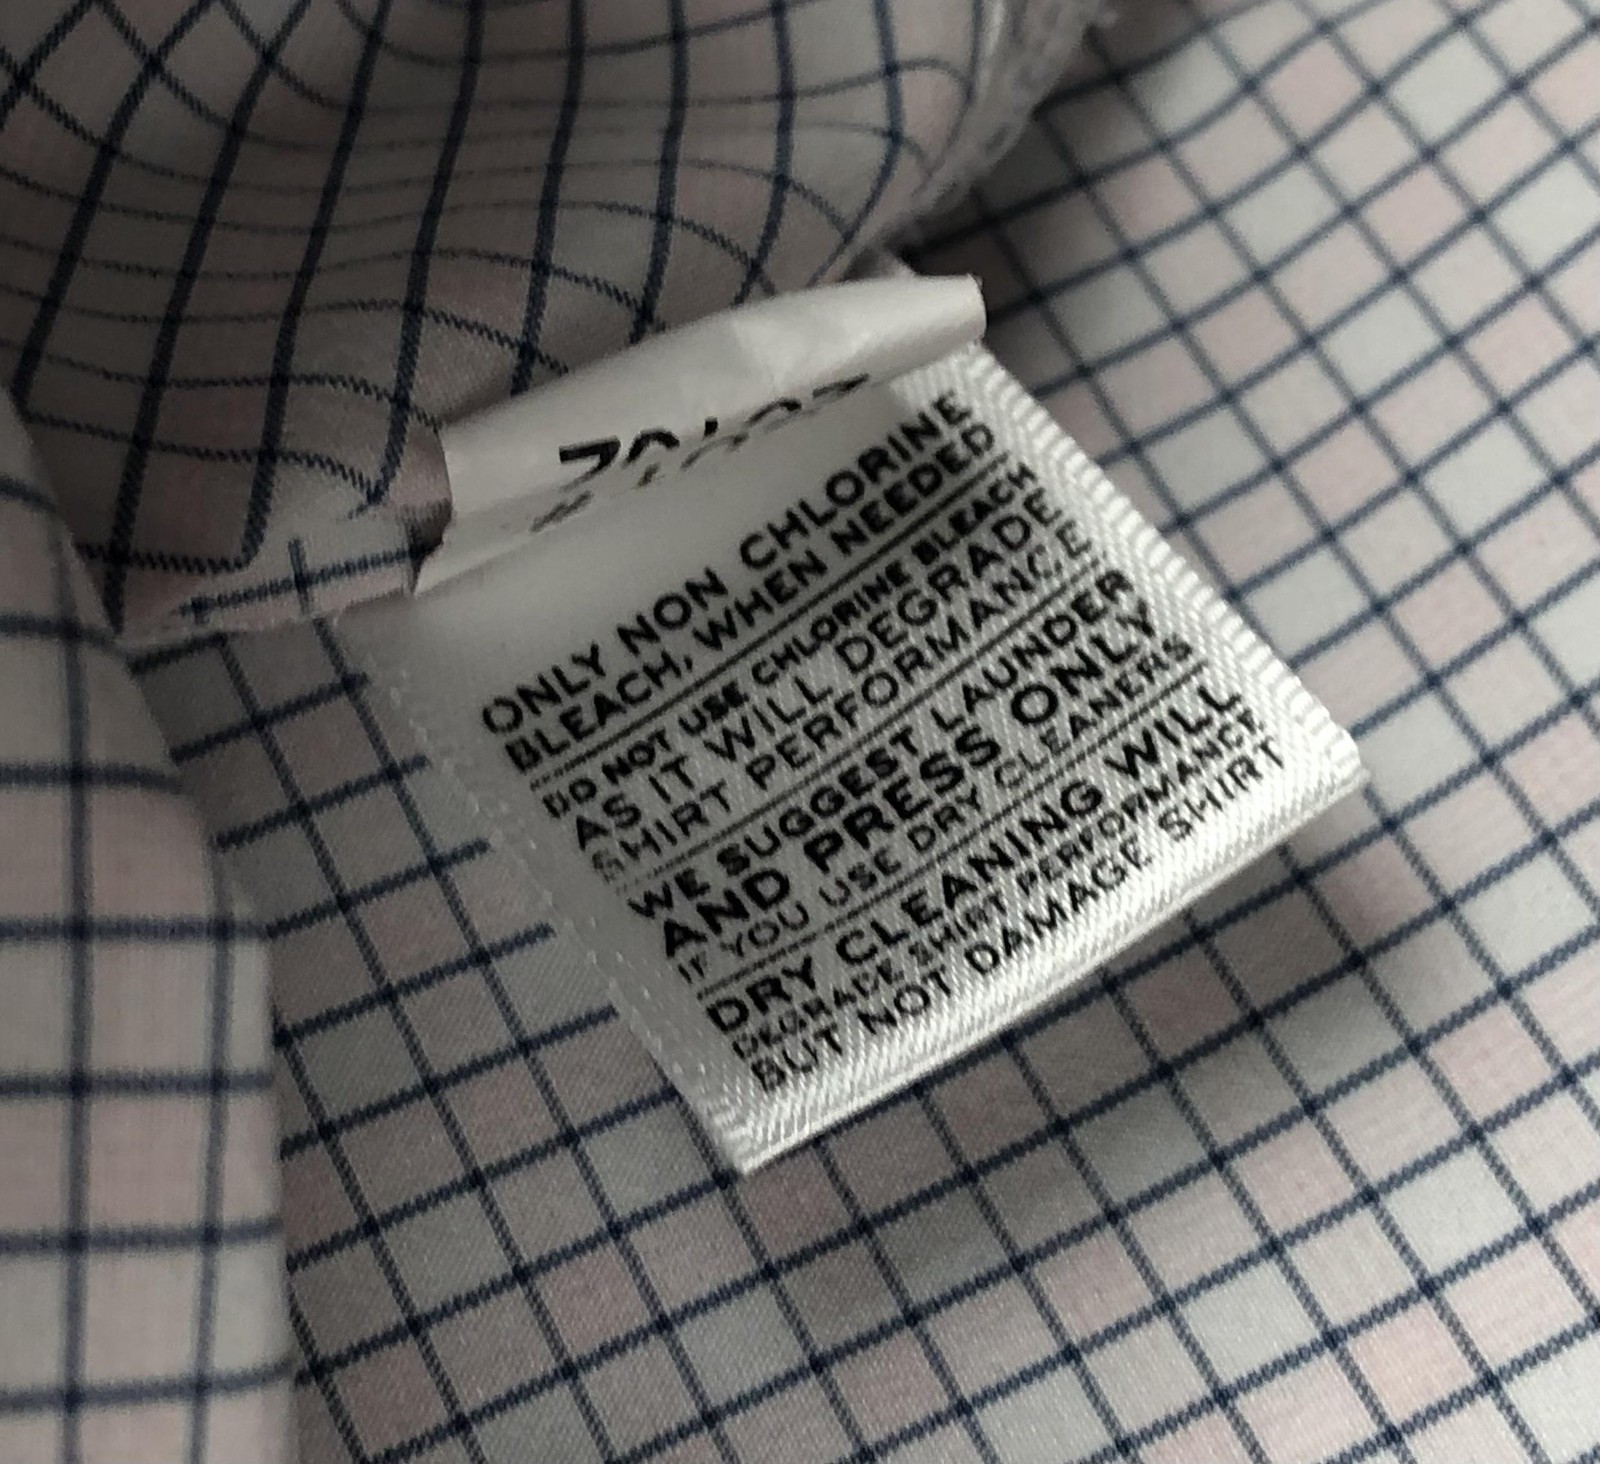 ONLY NON CHLORINE
BLEACH, WHEN NEEDED
DO NOT USE CHLORINE BLEACH
AS IT WILL DEGRADE
SHIRT PERFORMANCE
WE SUGGEST LAUNDER
AND PRESS ONLY
IF YOU USE DRY CLEANERS
DRY CLEANING WILL
DEGRADE SHIRT PERFORMANCE
BUT NOT DAMAGE SHIRT